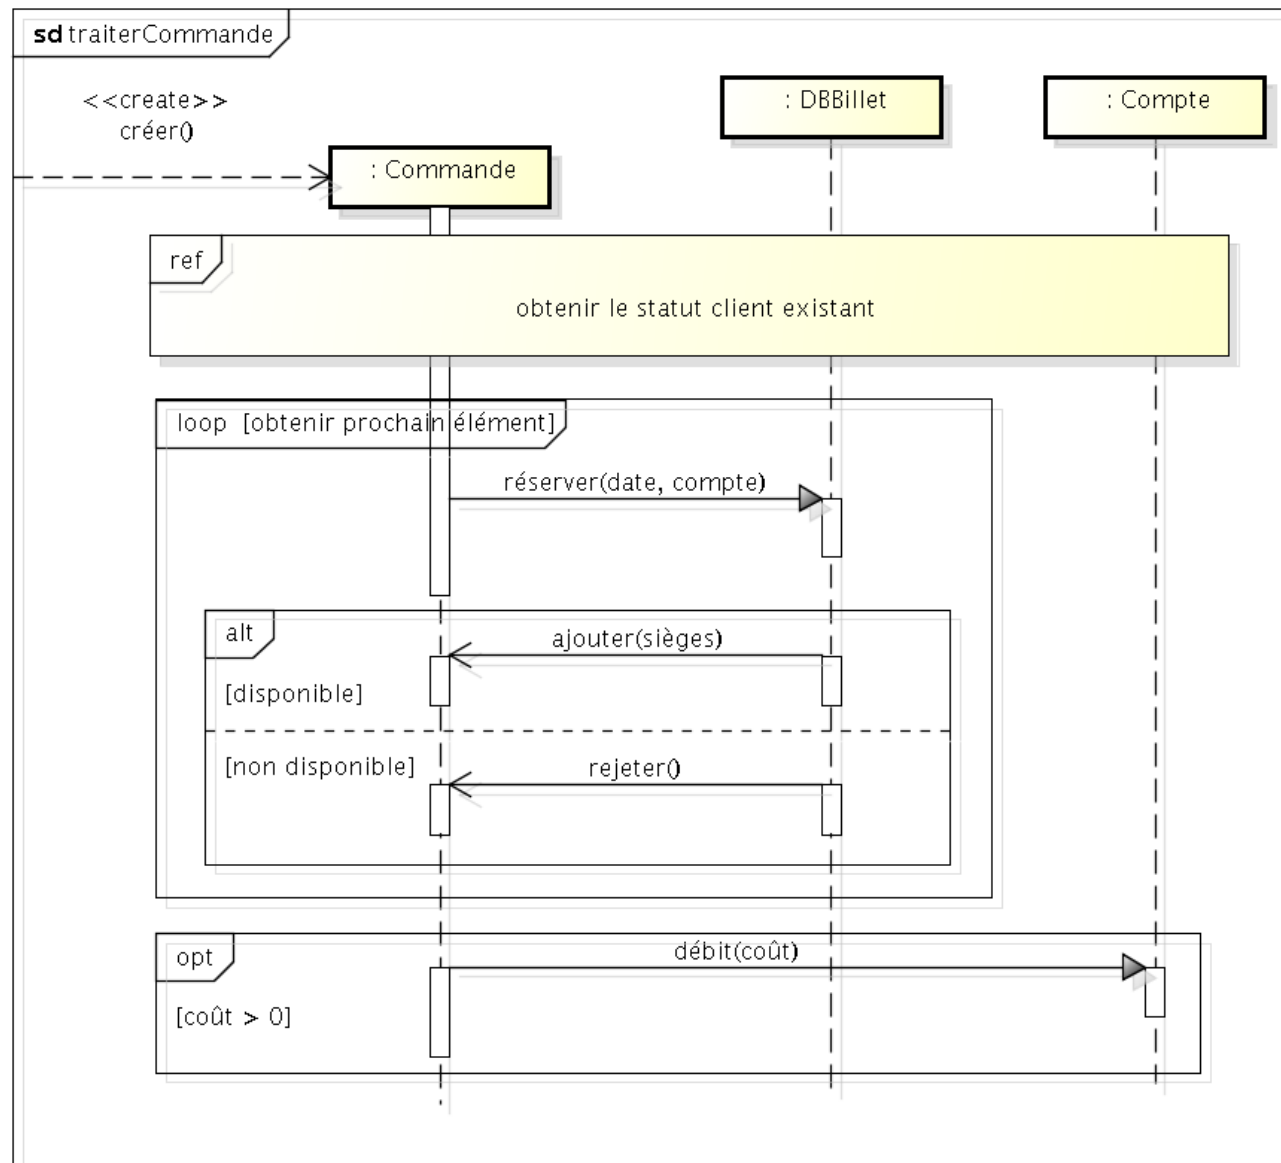 sd traiterCommande
<<create>>
créer()
: DBBillet
: Compte
: Commande
ref
obtenir le statut client existant
loop [obtenir prochain élément]
réserver(date, compte)
alt
ajouter(sièges)
[disponible]
[non disponible]
rejeter()
opt
débit(coût)
[coût > 0]